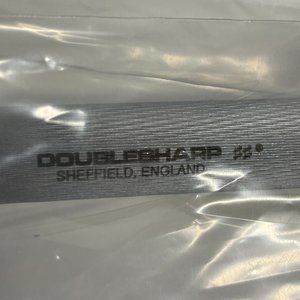 DOUBLESHARP ®
SHEFFIELD, ENGLAND